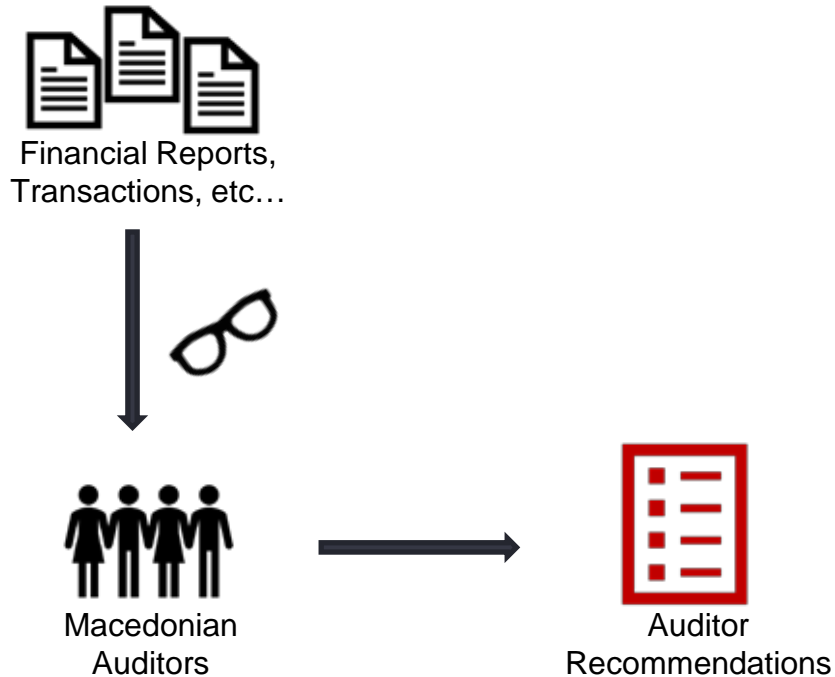 Financial Reports,
Transactions, etc…
Macedonian
Auditors
Auditor
Recommendations